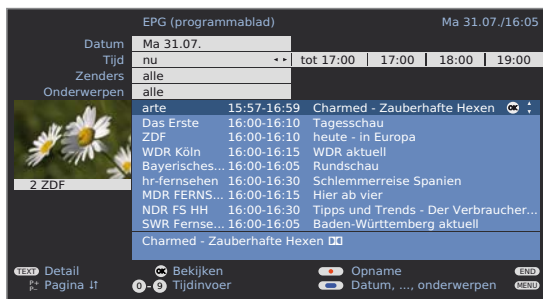 EPG (programmablad) Ma 31.07./16:05
Datum Ma 31.07.
Tijd nu tot 17:00 17:00 18:00 19:00
Zenders alle
Onderwerpen alle
arte 15:57-16:59 Charmed - Zauberhafte Hexen OK
Das Erste 16:00-16:10 Tagesschau
ZDF 16:00-16:10 heute - in Europa
WDR Köln 16:00-16:15 WDR aktuell
Bayerisches... 16:00-16:05 Rundschau
hr-fernsehen 16:00-16:30 Schlemmerreise Spanien
MDR FERNS... 16:00-16:15 Hier ab vier
NDR FS HH 16:00-16:30 Tipps und Trends - Der Verbraucher...
SWR Fernse... 16:00-16:05 Baden-Württemberg aktuell
2 ZDF
Charmed - Zauberhafte Hexen
TEXT Detail OK Bekijken Opname END
P+ P- Pagina ↓↑ 0-9 Tijdinvoer Datum, ..., onderwerpen MENU